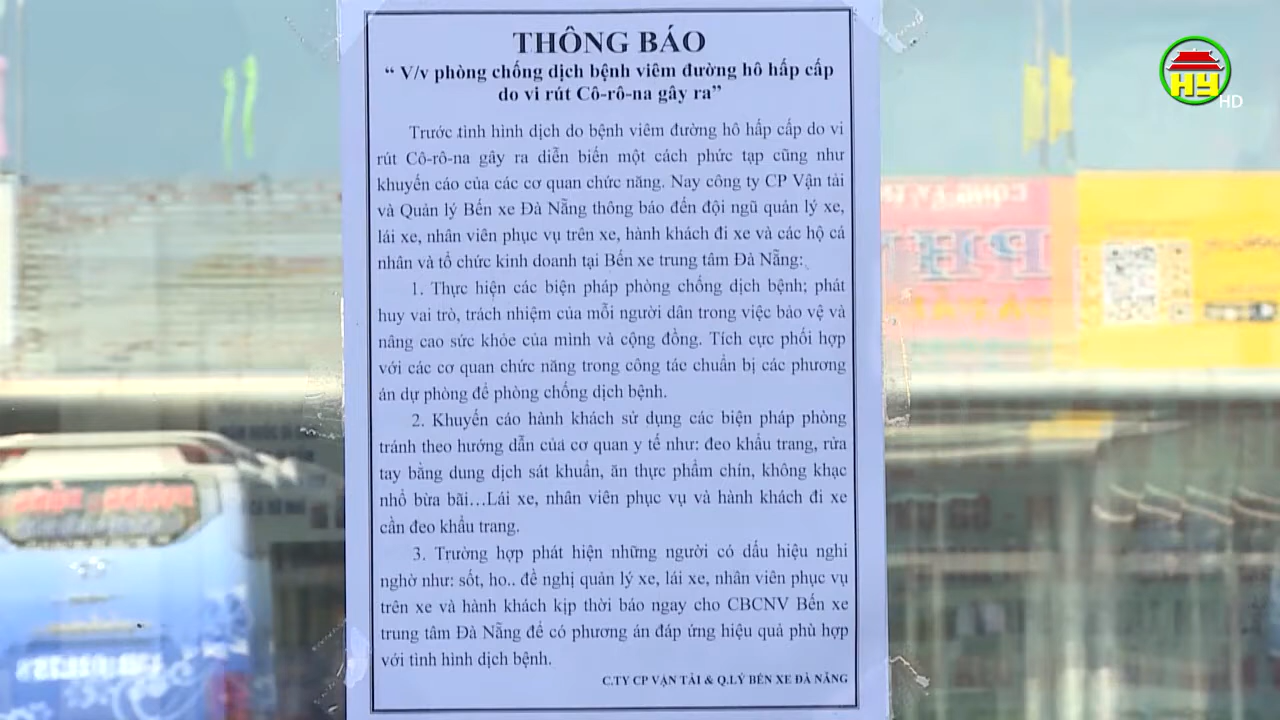 THÔNG BÁO
“ V/v phòng chống dịch bệnh viêm đường hô hấp cấp
do vi rút Cô-rô-na gây ra”
Trước tình hình dịch do bệnh viêm đường hô hấp cấp do vi
rút Cô-rô-na gây ra diễn biến một cách phức tạp cũng như
khuyến cáo của các cơ quan chức năng. Nay công ty CP Vận tải
và Quản lý Bến xe Đà Nẵng thông báo đến đội ngũ quản lý xe,
lái xe, nhân viên phục vụ trên xe, hành khách đi xe và các hộ cá
nhân và tổ chức kinh doanh tại Bến xe trung tâm Đà Nẵng:
1. Thực hiện các biện pháp phòng chống dịch bệnh; phát
huy vai trò, trách nhiệm của mỗi người dân trong việc bảo vệ và
nâng cao sức khỏe của mình và cộng đồng. Tích cực phối hợp
với các cơ quan chức năng trong công tác chuẩn bị các phương
án dự phòng để phòng chống dịch bệnh.
2. Khuyến cáo hành khách sử dụng các biện pháp phòng
tránh theo hướng dẫn của cơ quan y tế như: đeo khẩu trang, rửa
tay bằng dung dịch sát khuẩn, ăn thực phẩm chín, không khạc
nhổ bừa bãi...Lái xe, nhân viên phục vụ và hành khách đi xe
cần đeo khẩu trang.
3. Trường hợp phát hiện những người có dấu hiệu nghi
nghờ như: sốt, ho.. đề nghị quản lý xe, lái xe, nhân viên phục vụ
trên xe và hành khách kịp thời báo ngay cho CBCNV Bến xe
trung tâm Đà Nẵng để có phương án đáp ứng hiệu quả phù hợp
với tình hình dịch bệnh.
C.TY CP VẬN TẢI & Q.LÝ BẾN XE ĐÀ NẴNG
HY
HD